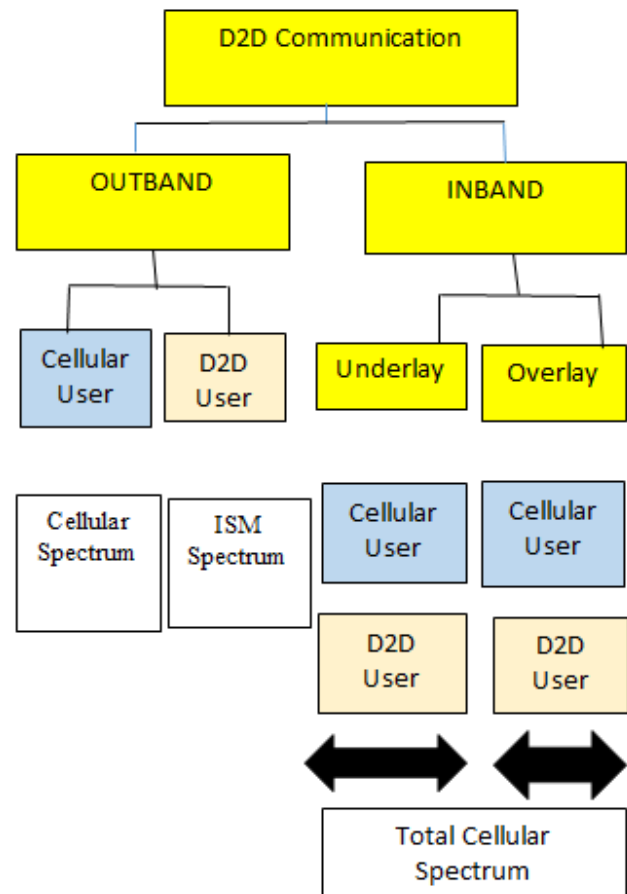 D2D Communication
OUTBAND
INBAND
Cellular
User
D2D
User
Underlay
Overlay
Cellular
Spectrum
ISM
Spectrum
Cellular
User
Cellular
User
D2D
User
D2D
User
Total Cellular
Spectrum